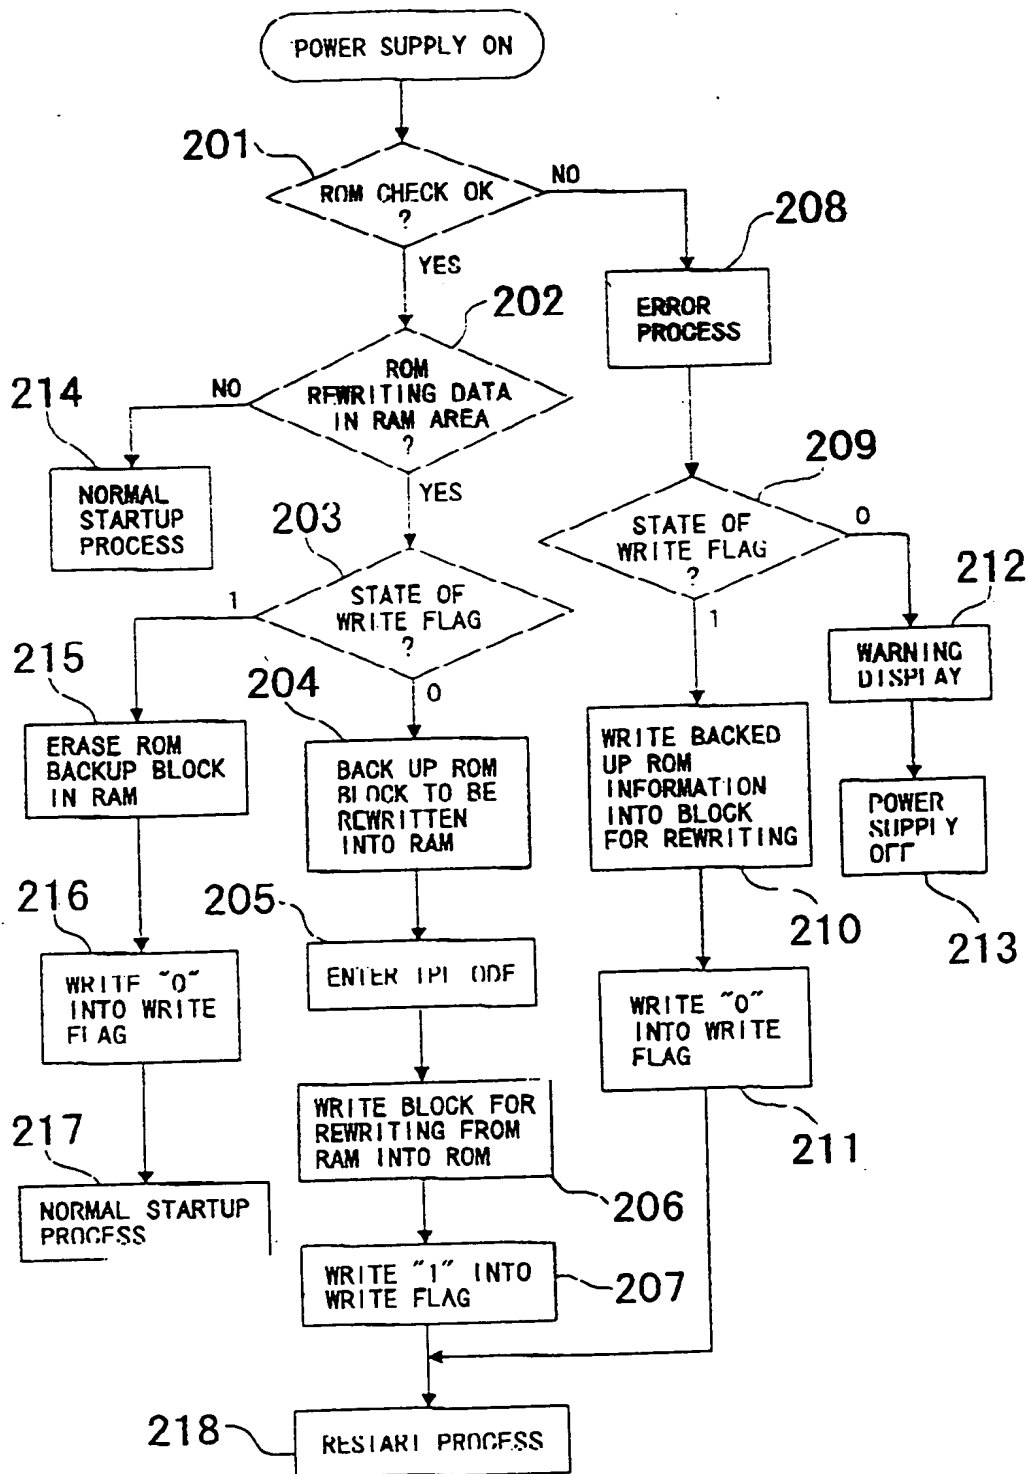 POWER SUPPLY ON
201
ROM CHECK OK
?
NO
YES
208
ERROR
PROCESS
202
ROM
REWRITING DATA
IN RAM AREA
?
NO
YES
214
NORMAL
STARTUP
PROCESS
209
STATE OF
WRITE FLAG
?
0
1
203
STATE OF
WRITE FLAG
?
1
0
212
WARNING
DISPLAY
215
ERASE ROM
BACKUP BLOCK
IN RAM
204
BACK UP ROM
BLOCK TO BE
REWRITTEN
INTO RAM
WRITE BACKED
UP ROM
INFORMATION
INTO BLOCK
FOR REWRITING
210
POWER
SUPPLY
OFF
213
216
WRITE "0"
INTO WRITE
FLAG
205
ENTER
WRITE "0"
INTO WRITE
FLAG
211
217
NORMAL STARTUP
PROCESS
WRITE BLOCK FOR
REWRITING FROM
RAM INTO ROM
206
WRITE "1" INTO
WRITE FLAG
207
218
RESTART PROCESS